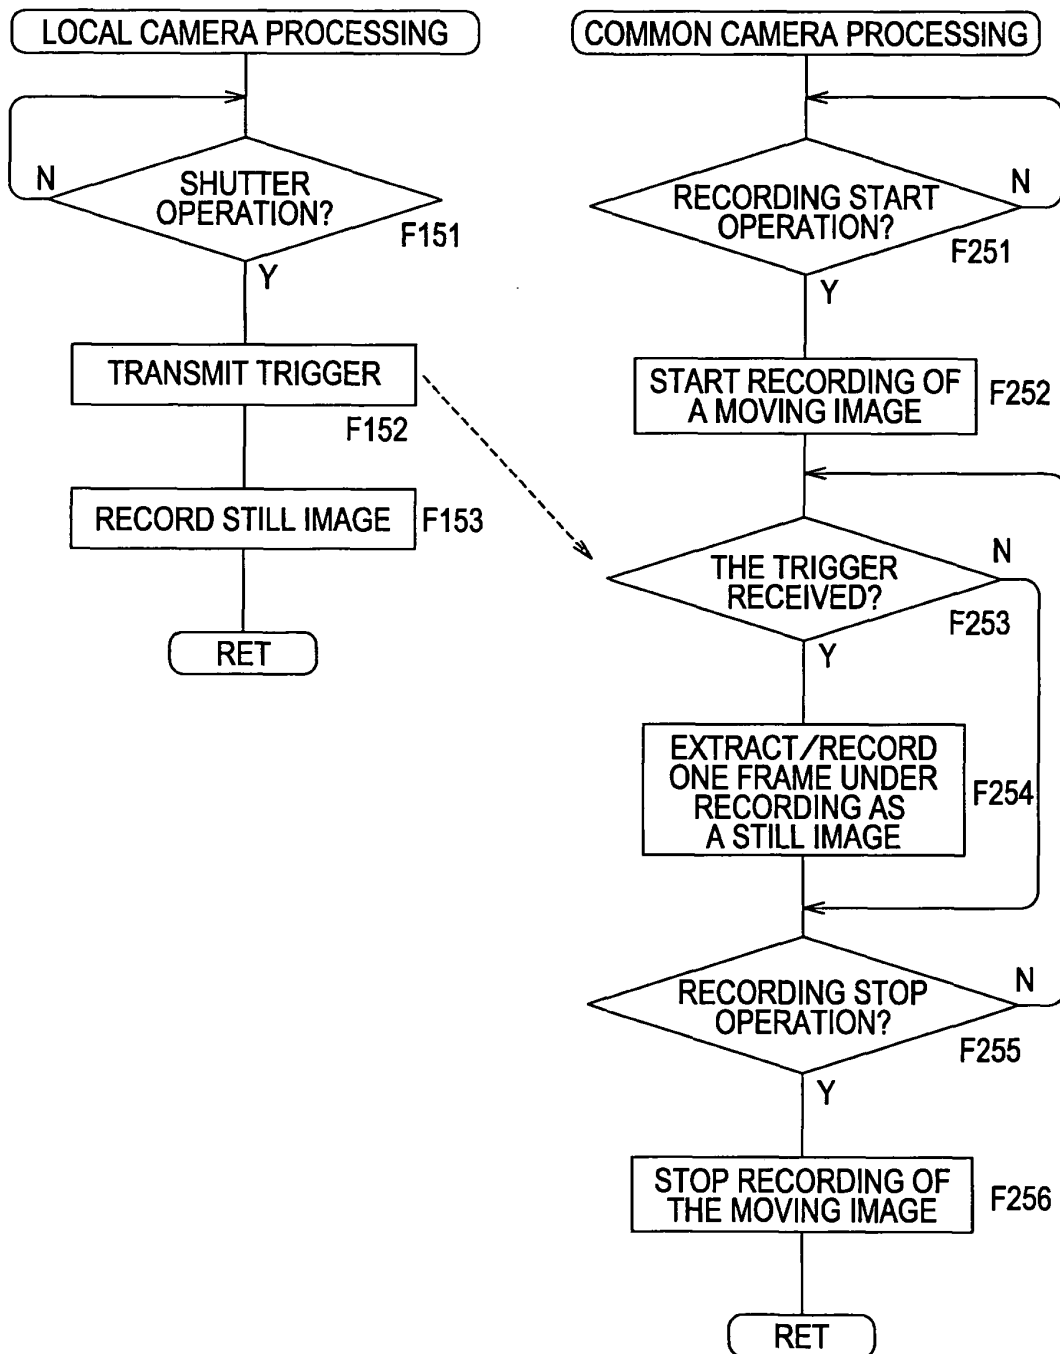 LOCAL CAMERA PROCESSING
N
SHUTTER
OPERATION?
F151
Y
TRANSMIT TRIGGER
F152
RECORD STILL IMAGE
F153
RET
COMMON CAMERA PROCESSING
RECORDING START
OPERATION?
N
F251
Y
START RECORDING OF
A MOVING IMAGE
F252
THE TRIGGER
RECEIVED?
N
F253
Y
EXTRACT/RECORD
ONE FRAME UNDER
RECORDING AS
A STILL IMAGE
F254
RECORDING STOP
OPERATION?
N
F255
Y
STOP RECORDING OF
THE MOVING IMAGE
F256
RET